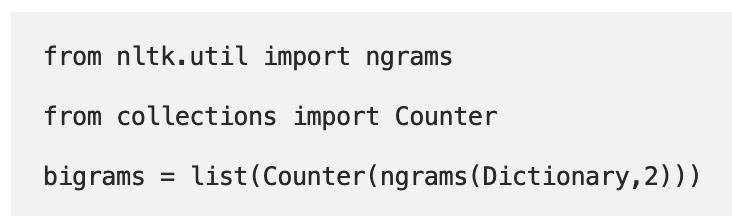 from nltk.util import ngrams
from collections import Counter
bigrams = list(Counter(ngrams(Dictionary,2)))